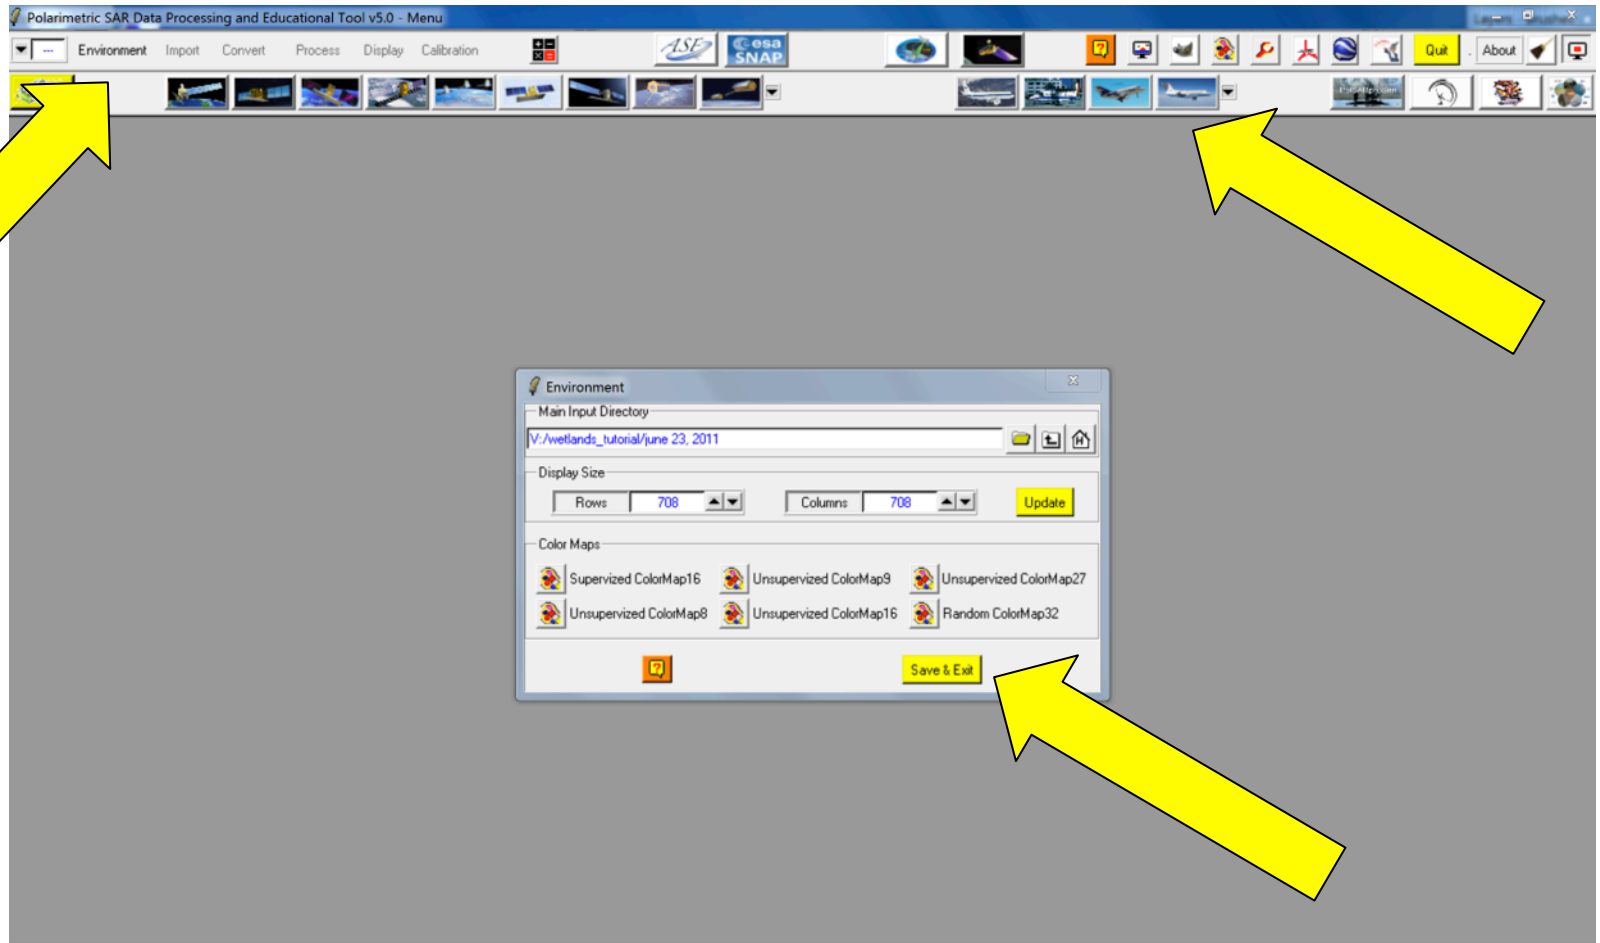 Polarimetric SAR Data Processing and Educational Tool v5.0 - Menu
--- Environment Import Convert Process Display Calibration ASF esa SNAP Quit . About
Environment
Main Input Directory
V:/wetlands_tutorial/june 23, 2011
Display Size
Rows 708 Columns 708 Update
Color Maps
Supervized ColorMap16 Unsupervized ColorMap9 Unsupervized ColorMap27
Unsupervized ColorMap8 Unsupervized ColorMap16 Random ColorMap32
Save & Exit